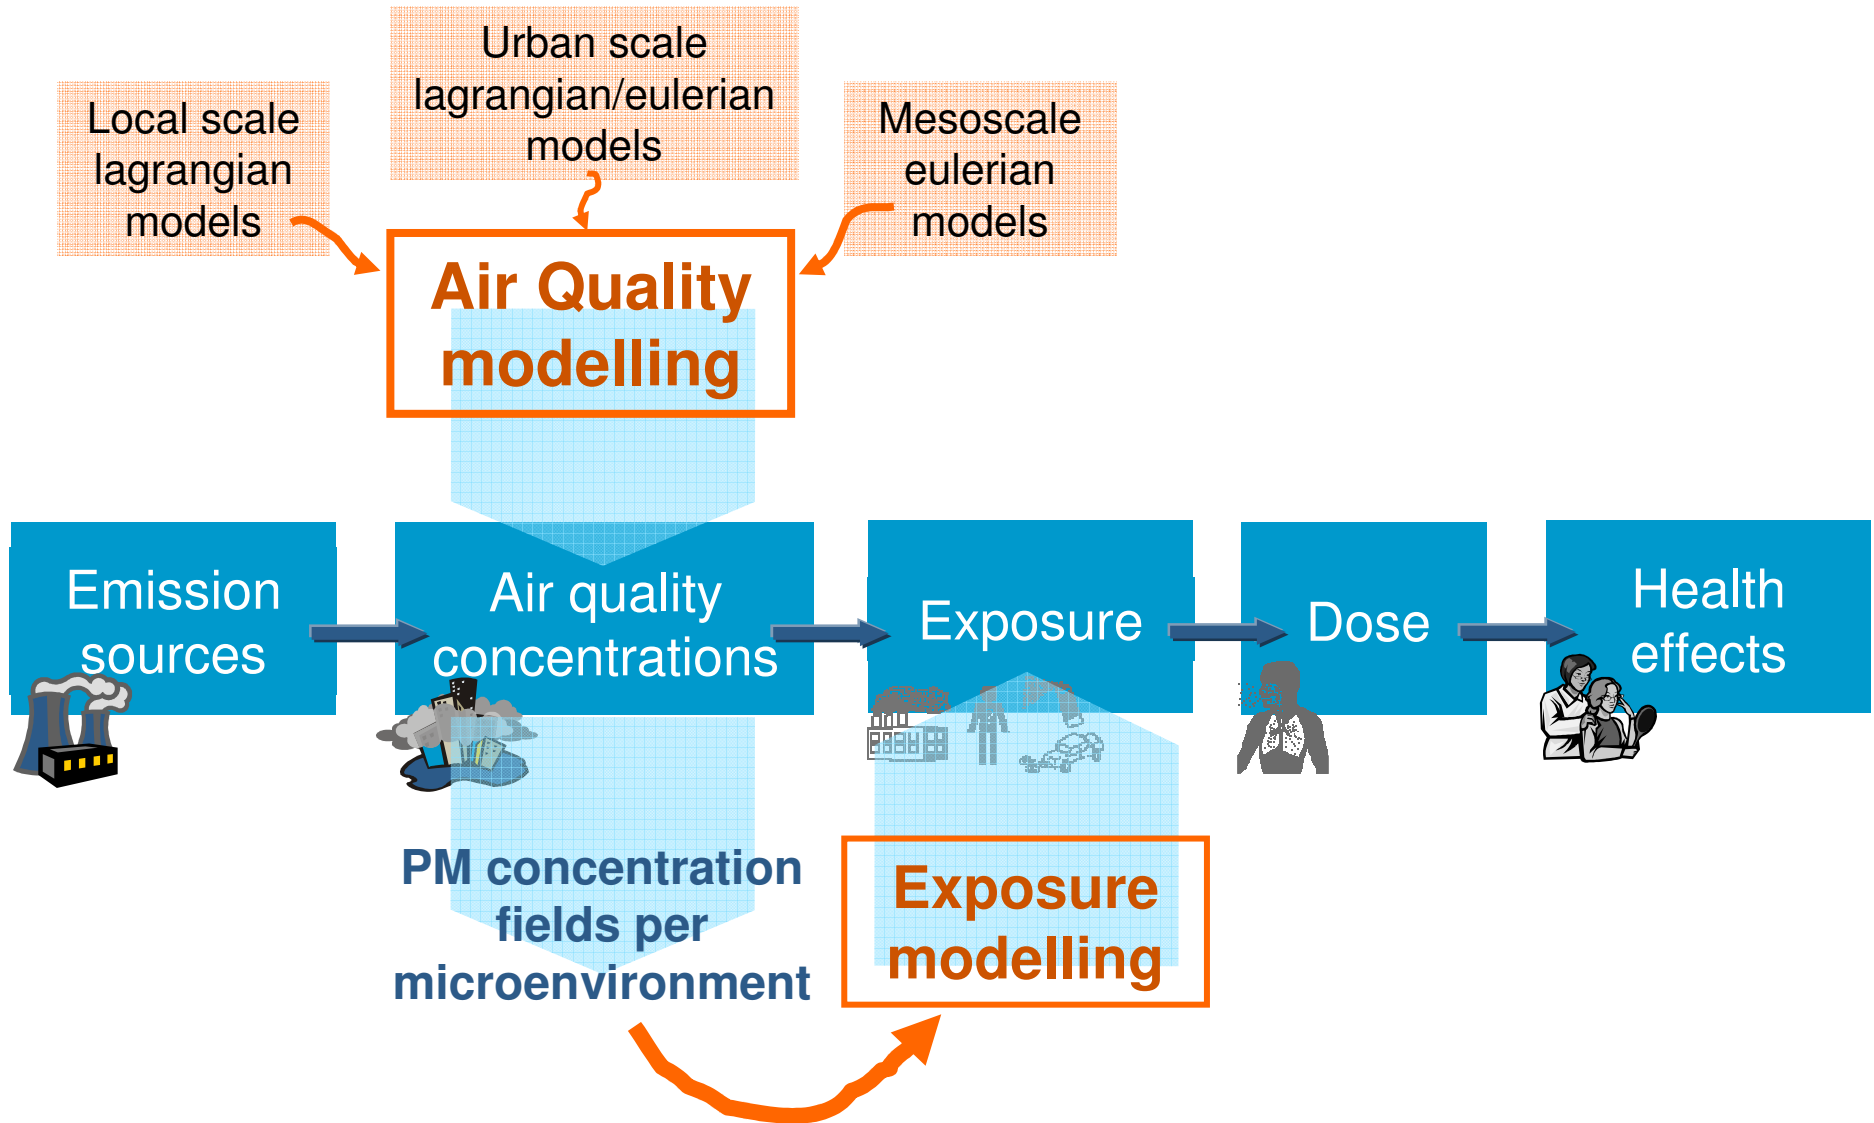 Urban scale
lagrangian/eulerian
models
Local scale
lagrangian
models
Mesoscale
eulerian
models
Air Quality
modelling
Emission
sources
Air quality
concentrations
Exposure
Dose
Health
effects
PM concentration
fields per
microenvironment
Exposure
modelling